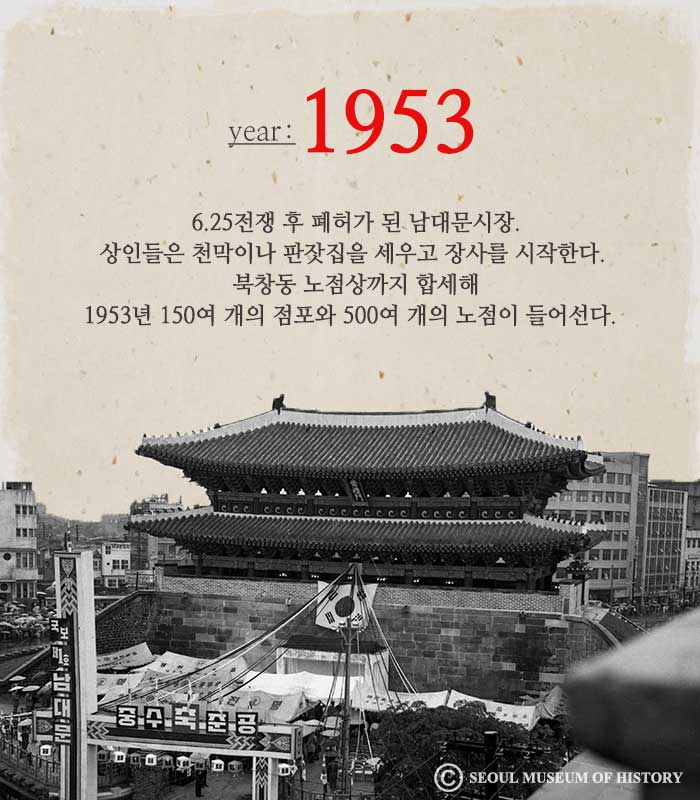 year: 1953
6.25전쟁 후 폐허가 된 남대문시장.
상인들은 천막이나 판잣집을 세우고 장사를 시작한다.
북창동 노점상까지 합세해
1953년 150여 개의 점포와 500여 개의 노점이 들어선다.
남대문
중수축준공
© SEOUL MUSEUM OF HISTORY